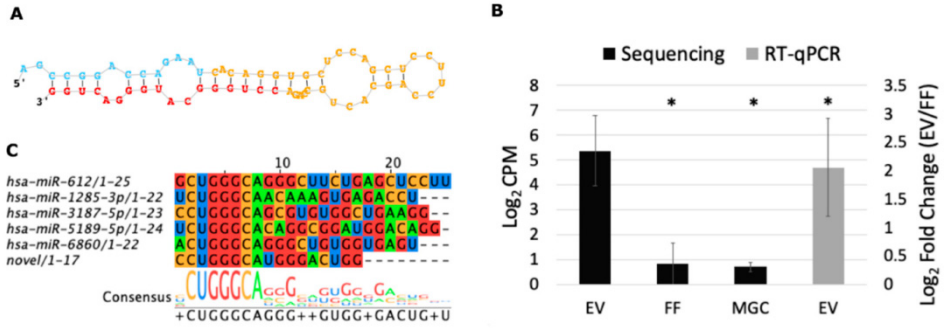 A
5'
3'
B
Sequencing RT-qPCR
Log2 CPM
8
7
6
5
4
3
2
1
0
* * *
EV FF MGC EV
3.5
3
2.5
2
1.5
1
0.5
0
Log2 Fold Change (EV/FF)
C
10 20
hsa-miR-612/1-25 GCUGGGCAGGGCUUCUGAGCUCCUU
hsa-miR-1285-3p/1-22 UCUGGGCAACAAAGUGAGACCU---
hsa-miR-3187-5p/1-23 CCUGGGCAGCGUGUGGCUGAAGG--
hsa-miR-5189-5p/1-24 UCUGGGCACAGGCGGAUGGACAGG-
hsa-miR-6860/1-22 ACUGGGCAGGGCUGUGGUGAGU---
novel/1-17 CCUGGGCAUGGGACUGG--------
Consensus CUGGGCA
+CUGGGCAGGG++GUGG+GACUG+U